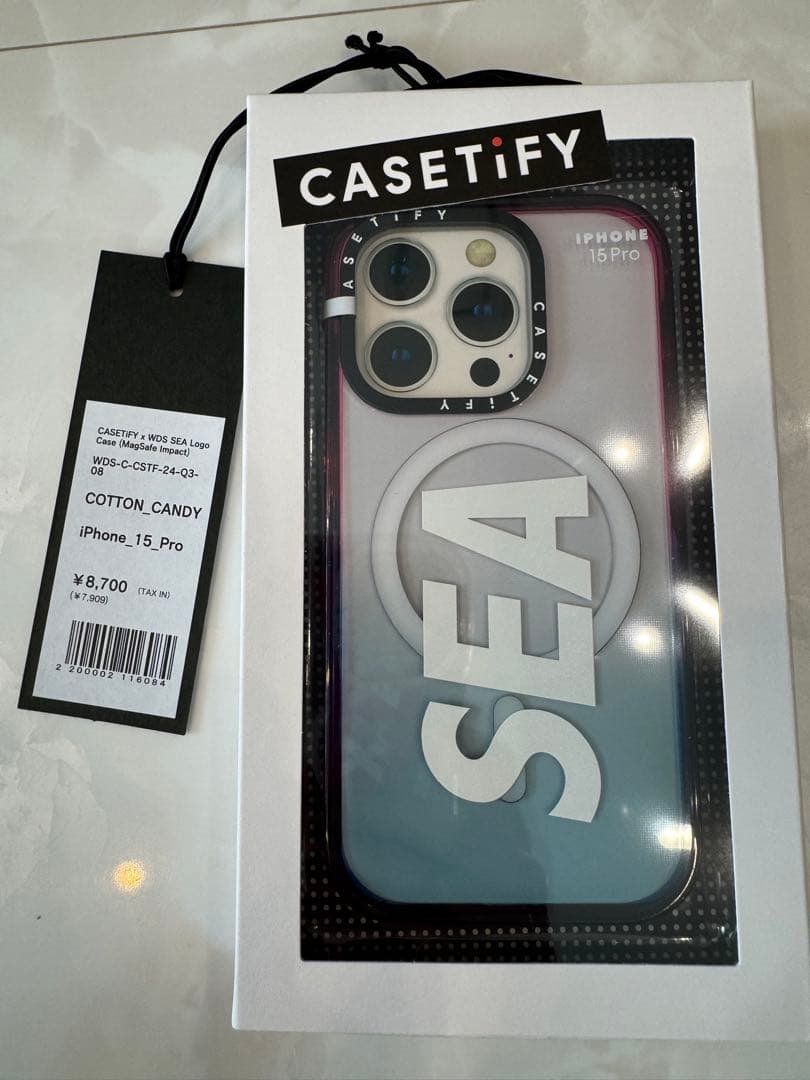 CASETiFY
CASETiFY
CASETiFY
IPHONE
15 Pro
SEA
CASETiFY x WDS SEA Logo
Case (MagSafe Impact)
WDS-C-CSTF-24-Q3-
08
COTTON_CANDY
iPhone_15_Pro
¥8,700 (TAX IN)
(¥7,909)
2 200002 116084